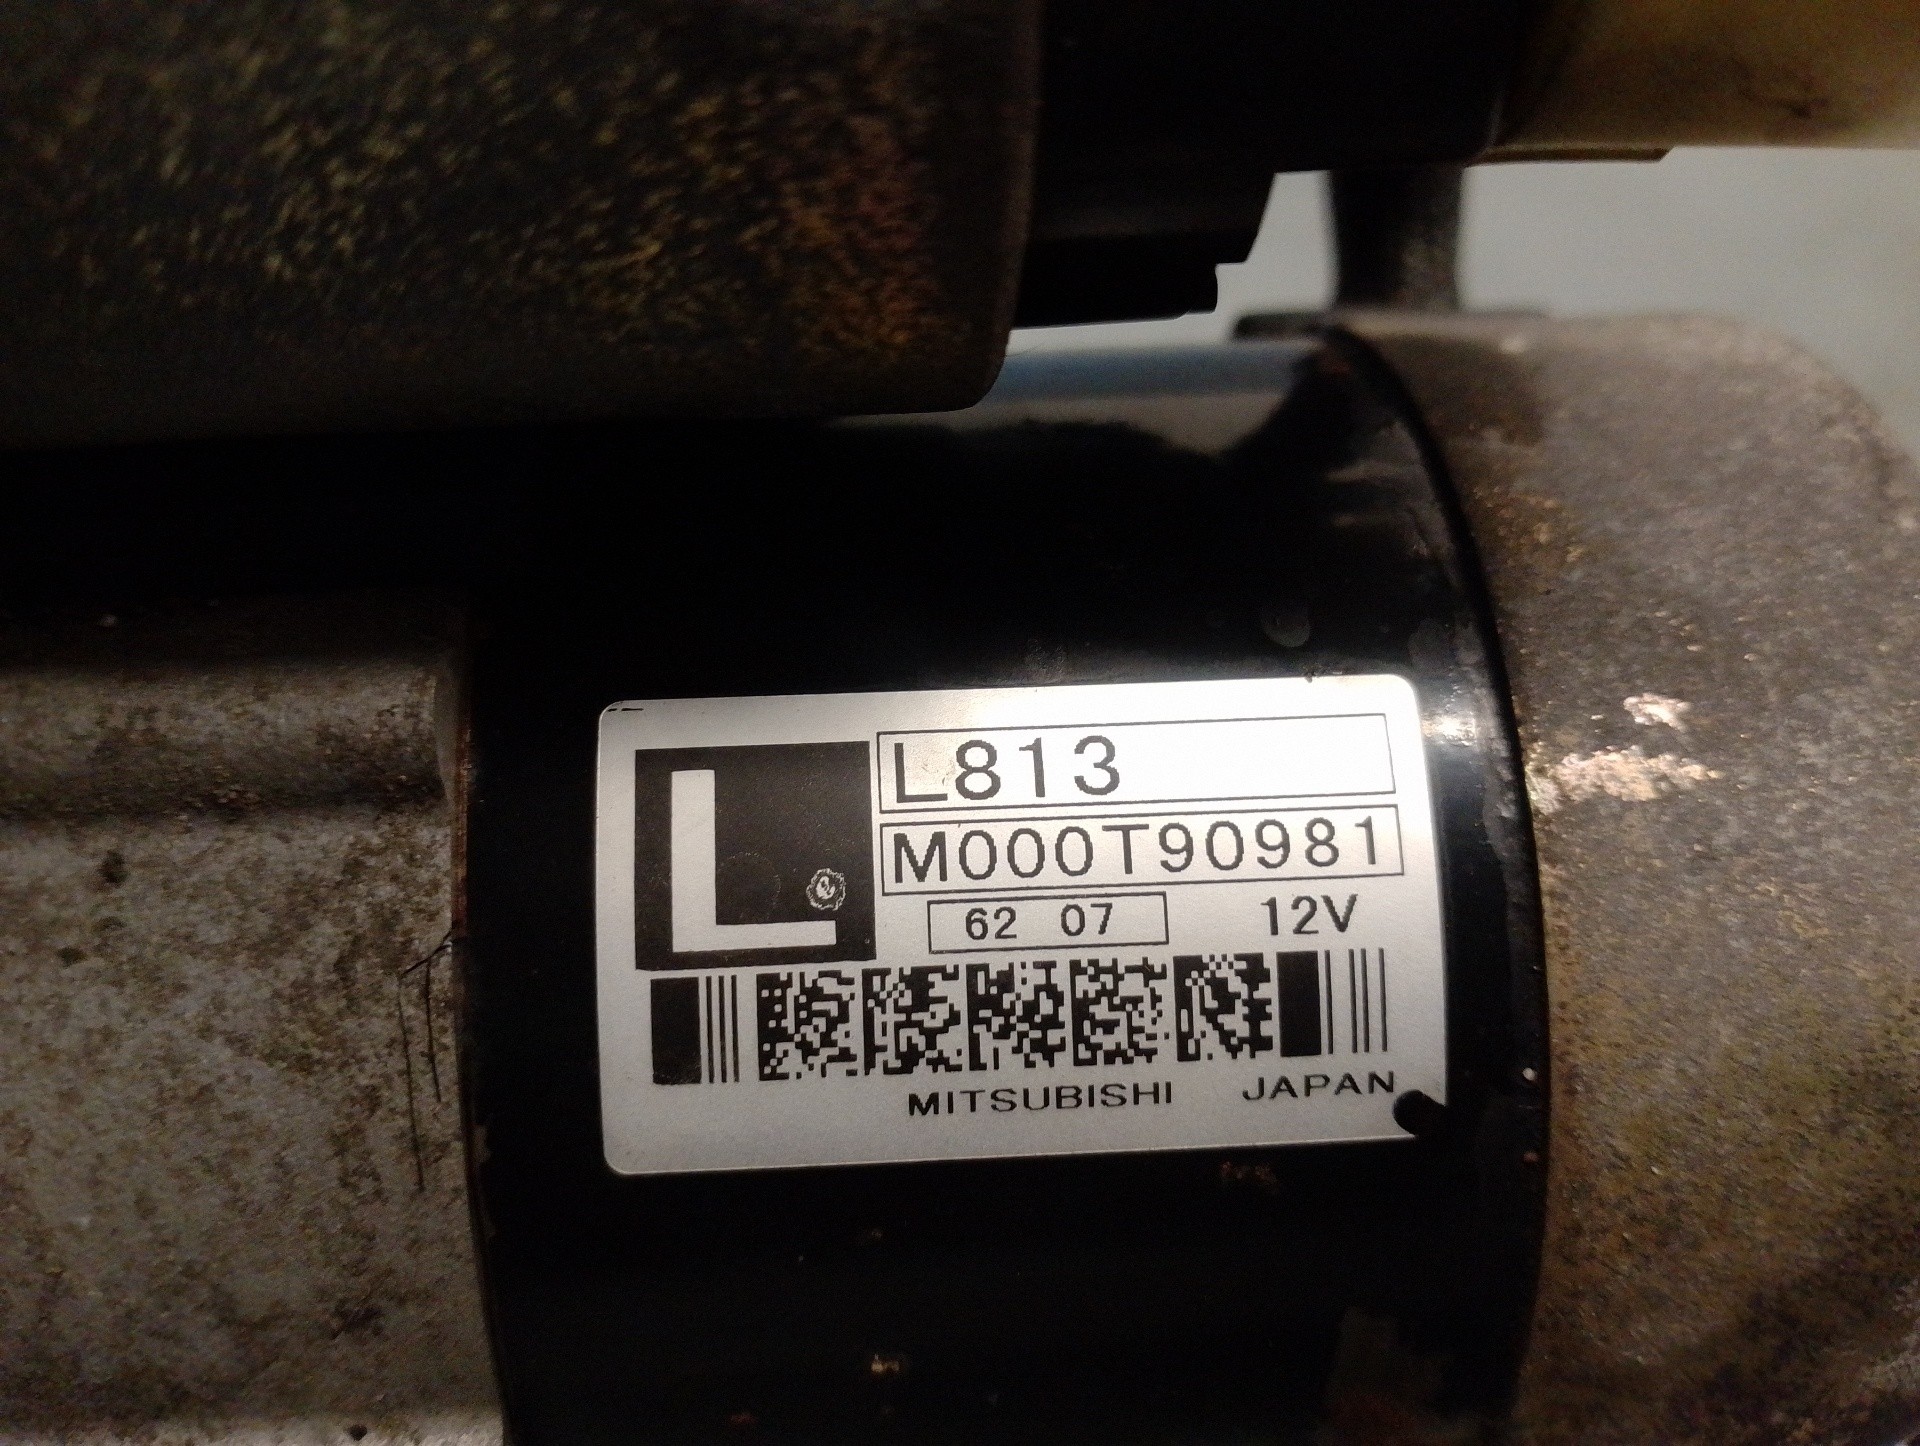 L
L813
M000T90981
62 07 12V
MITSUBISHI JAPAN